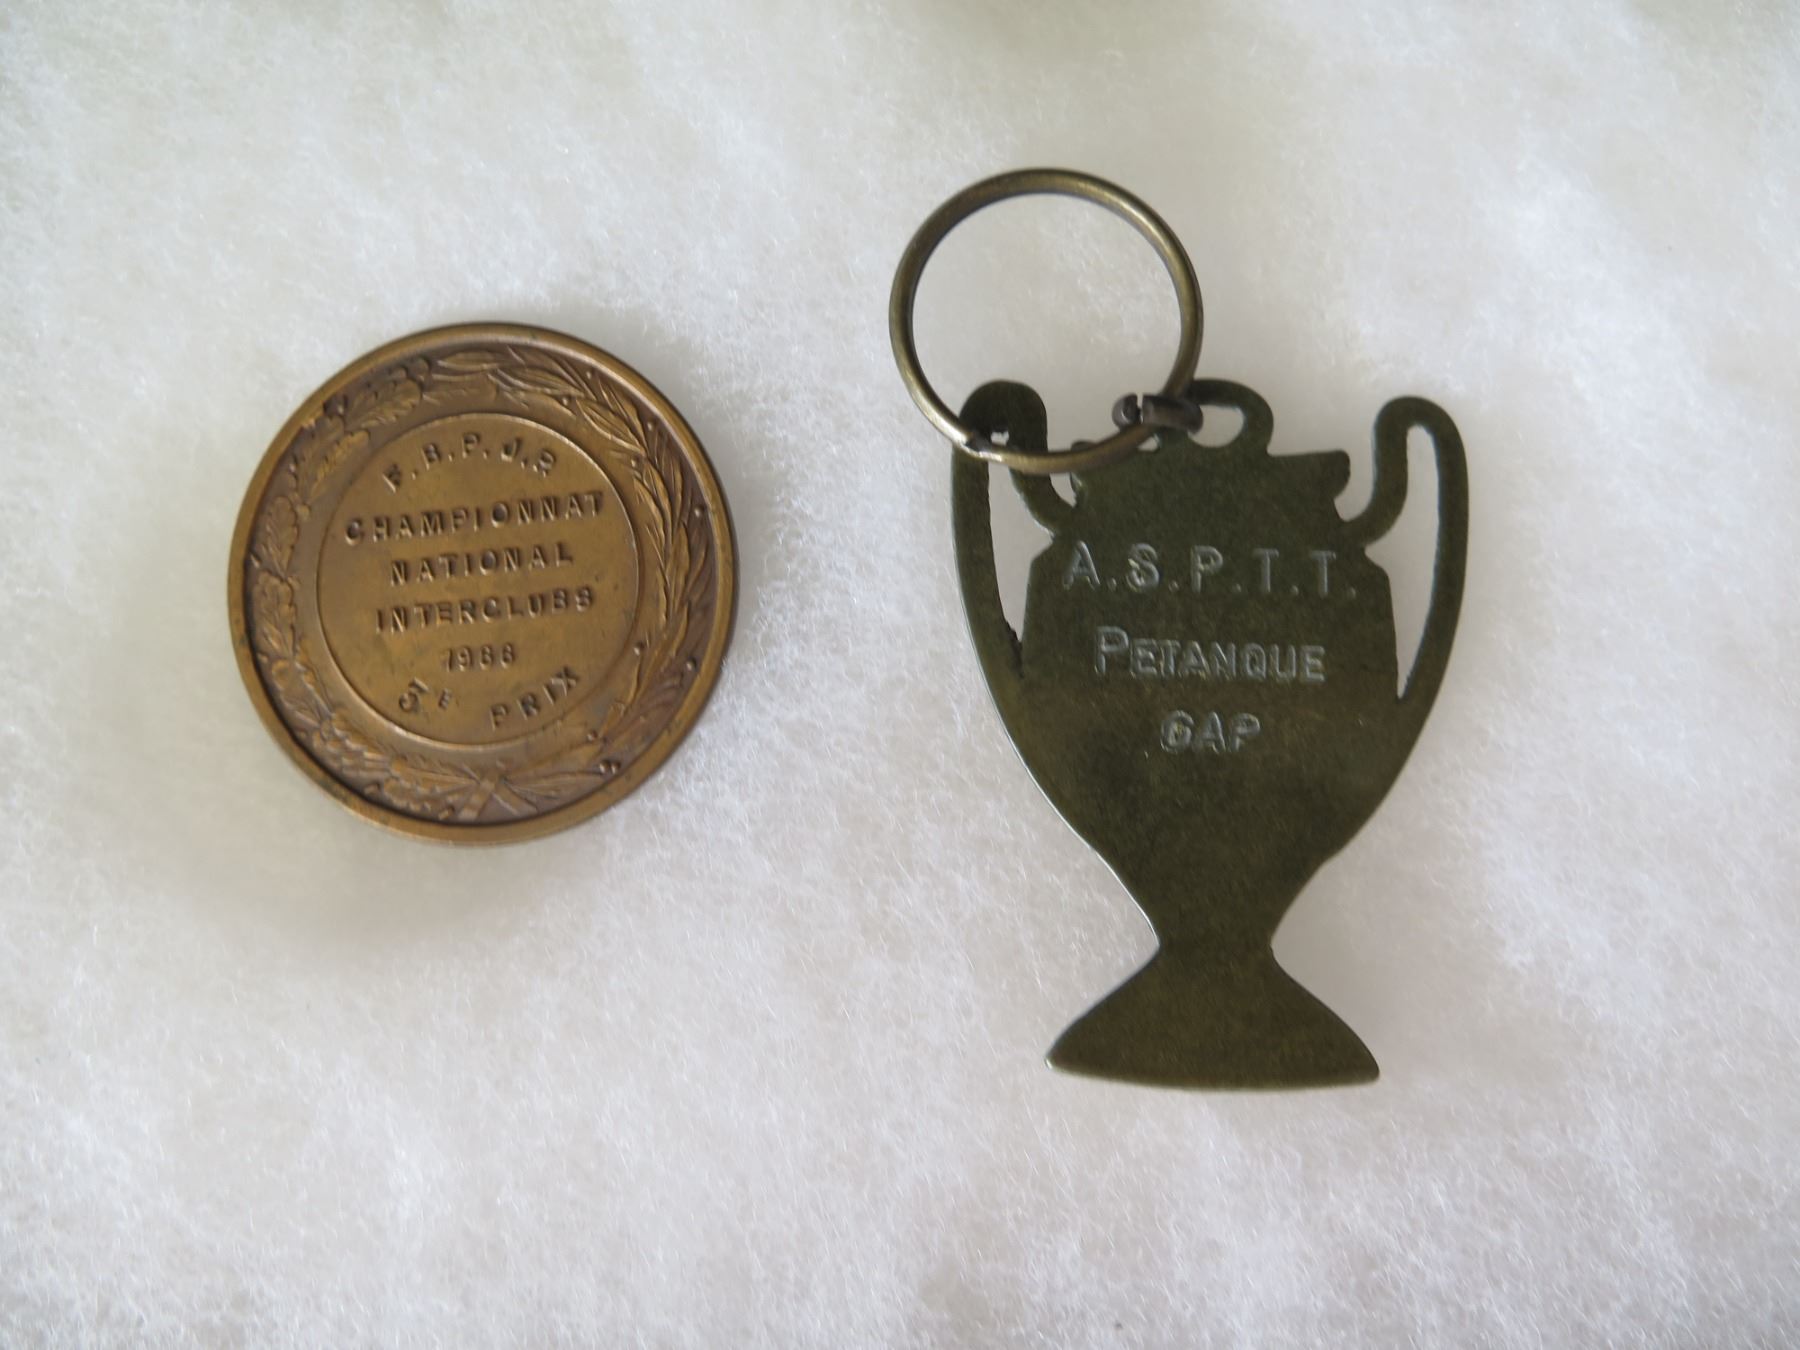 F.B.P.J.P.
CHAMPIONNAT
NATIONAL
INTERCLUBS
1966
3E PRIX
A.S.P.T.T.
PETANQUE
GAP